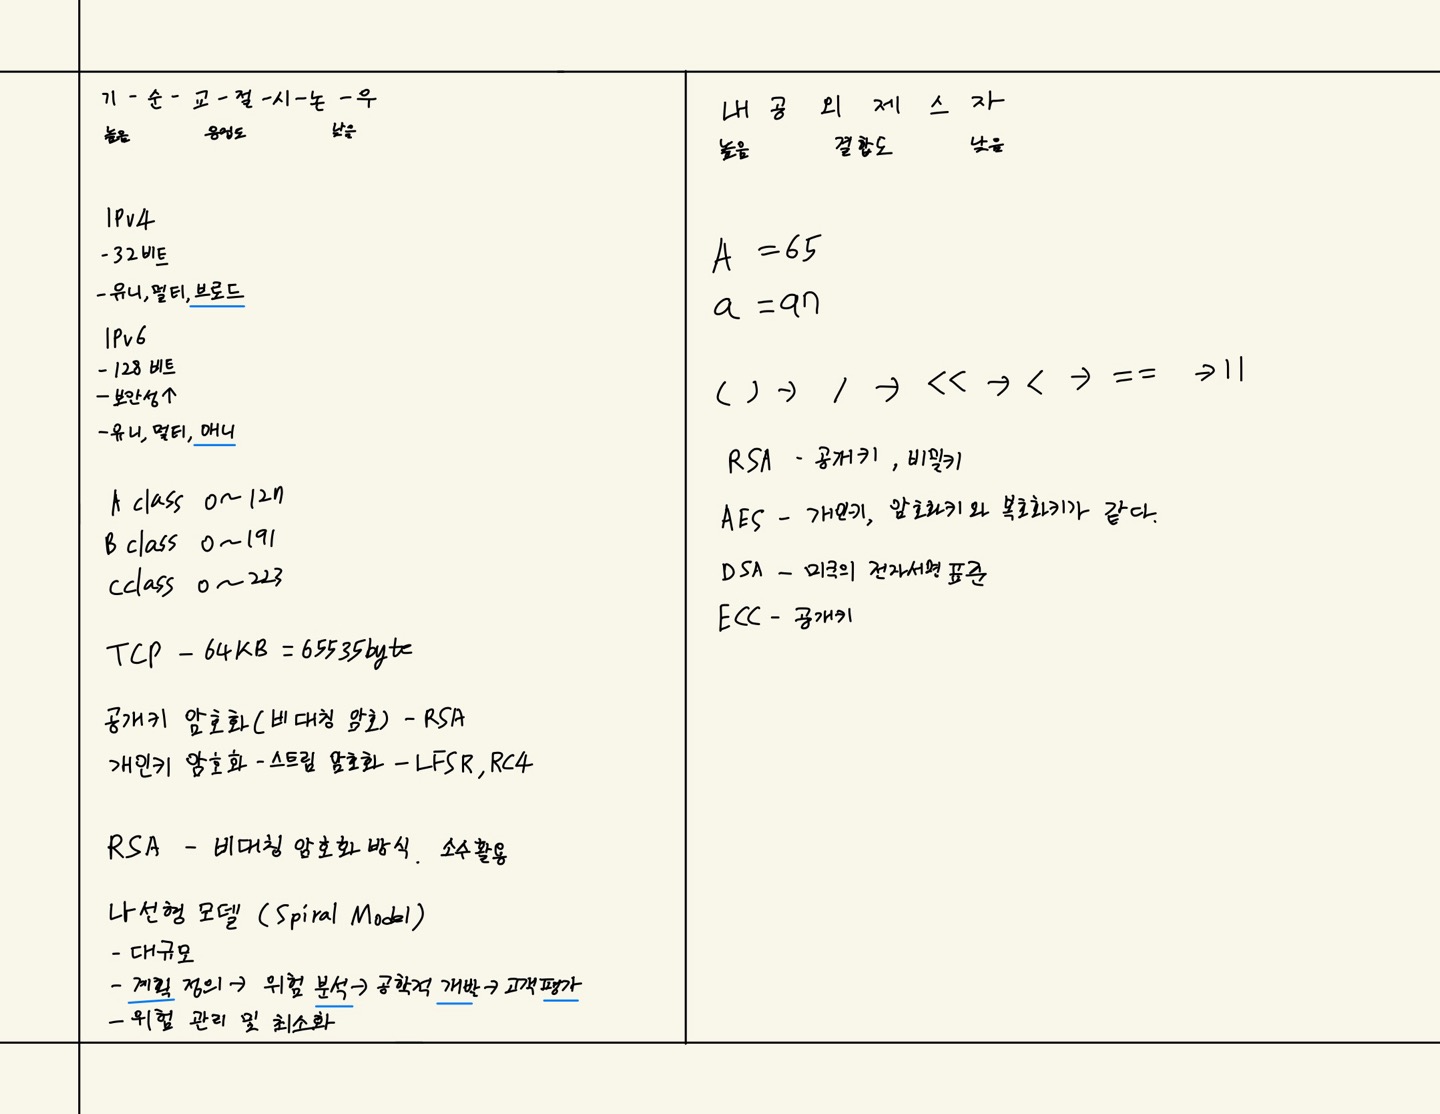 기 - 순 - 교 - 절 - 시 - 논 - 우
높음 응업도 낮음
IPv4
- 32비트
- 유니, 멀티, 브로드
IPv6
- 128 비트
- 보안성↑
- 유니, 멀티, 애니
A class 0~127
B class 0~191
C class 0~223
TCP - 64KB = 65535byte
공개키 암호화(비대칭 암호) - RSA
개인키 암호화 - 스트림 암호화 - LFSR, RC4
RSA - 비대칭 암호화 방식. 소수활용
나선형 모델 (Spiral Model)
- 대규모
- 계획 정의 → 위험 분석 → 공학적 개발 → 고객평가
- 위험 관리 및 최소화
내 공 외 제 스 자
높음 결합도 낮음
A = 65
a = 97
( ) → / → << → < → == → ||
RSA - 공개키, 비밀키
AES - 개인키, 암호화키와 복호화키가 같다.
DSA - 미국의 전자서명 표준
ECC - 공개키